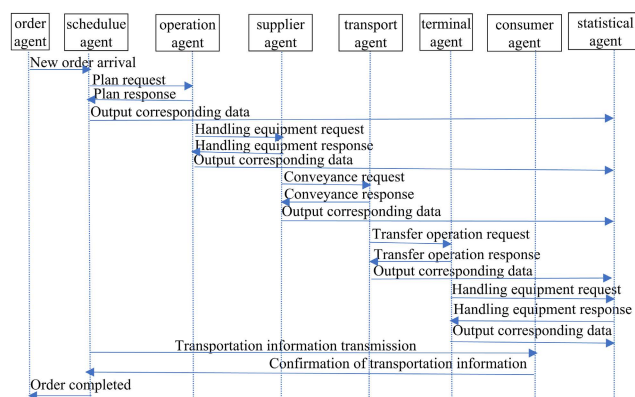 order
agent
schedulue
agent
operation
agent
supplier
agent
transport
agent
terminal
agent
consumer
agent
statistical
agent
New order arrival
Plan request
Plan response
Output corresponding data
Handling equipment request
Handling equipment response
Output corresponding data
Conveyance request
Conveyance response
Output corresponding data
Transfer operation request
Transfer operation response
Output corresponding data
Handling equipment request
Handling equipment response
Output corresponding data
Transportation information transmission
Confirmation of transportation information
Order completed